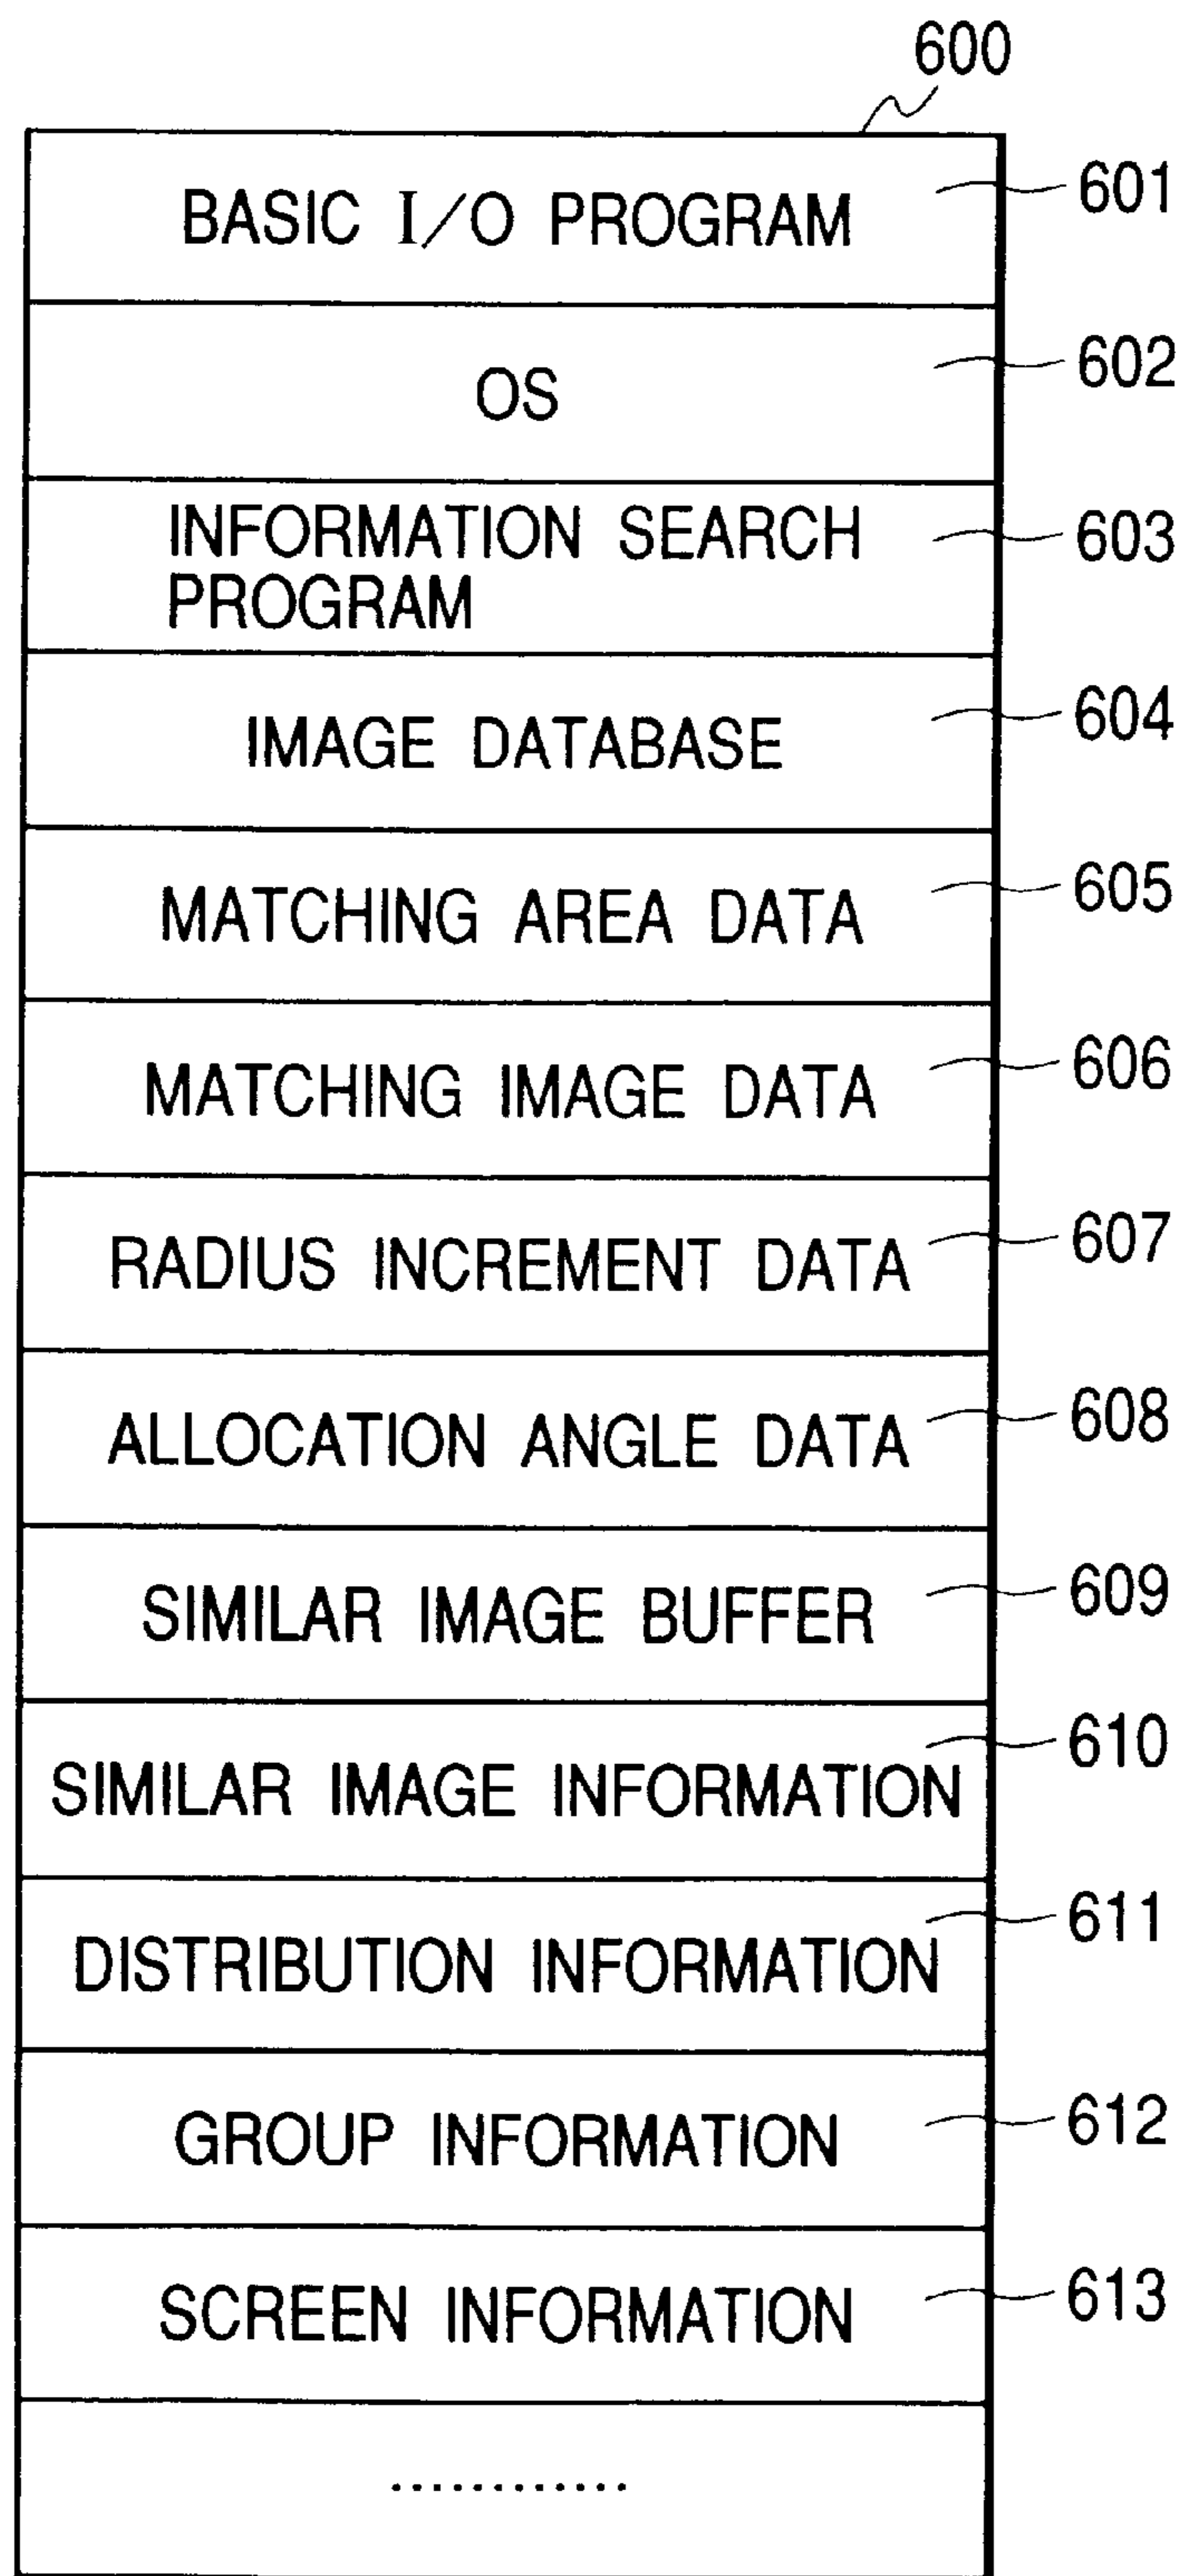 600
BASIC I/O PROGRAM 601
OS 602
INFORMATION SEARCH 603
PROGRAM
IMAGE DATABASE 604
MATCHING AREA DATA 605
MATCHING IMAGE DATA 606
RADIUS INCREMENT DATA 607
ALLOCATION ANGLE DATA 608
SIMILAR IMAGE BUFFER 609
SIMILAR IMAGE INFORMATION 610
DISTRIBUTION INFORMATION 611
GROUP INFORMATION 612
SCREEN INFORMATION 613
............